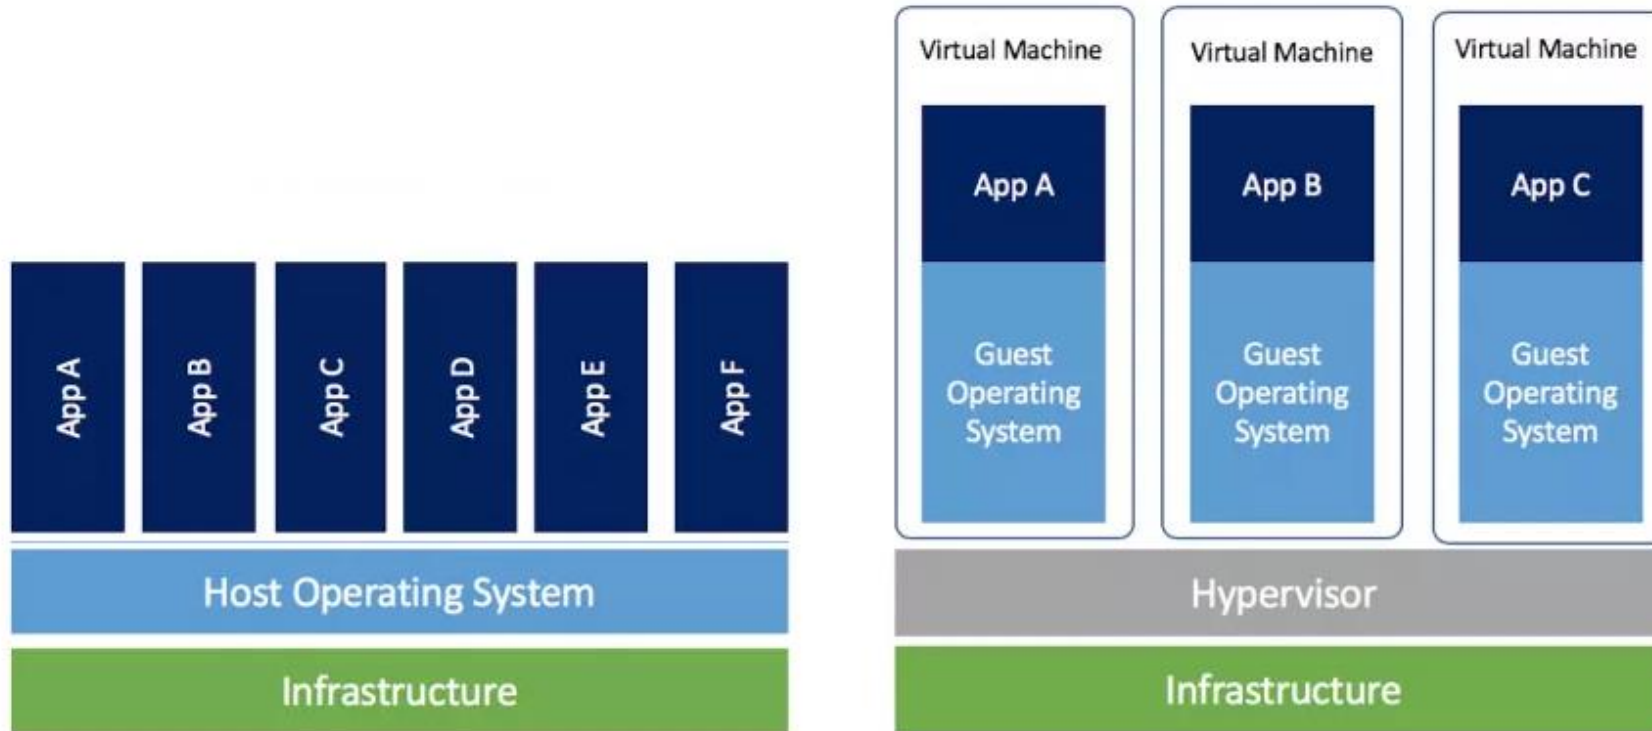 App A
App B
App C
App D
App E
App F
Host Operating System
Infrastructure
Virtual Machine
App A
Guest
Operating
System
Virtual Machine
App B
Guest
Operating
System
Virtual Machine
App C
Guest
Operating
System
Hypervisor
Infrastructure